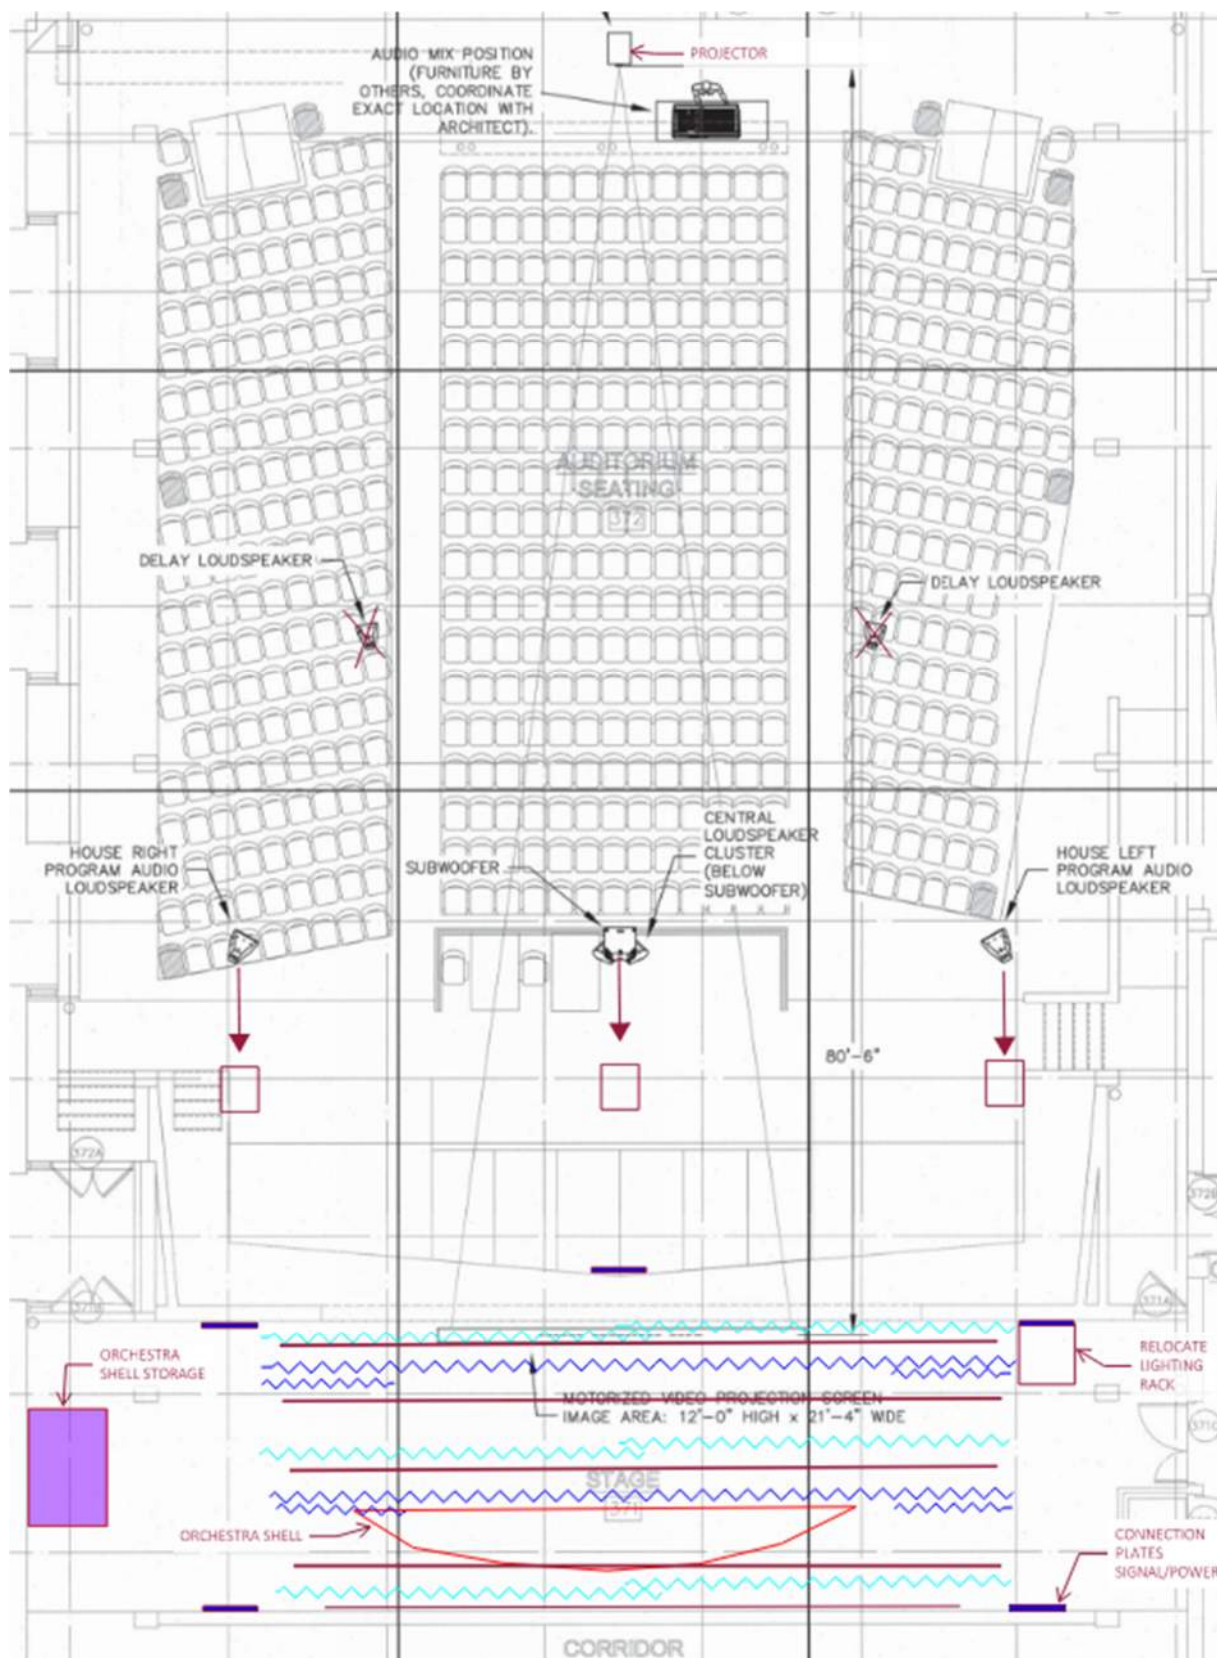 AUDIO MIX POSITION
(FURNITURE BY
OTHERS, COORDINATE
EXACT LOCATION WITH
ARCHITECT).
PROJECTOR
AUDITORIUM
SEATING
372
DELAY LOUDSPEAKER
DELAY LOUDSPEAKER
HOUSE RIGHT
PROGRAM AUDIO
LOUDSPEAKER
SUBWOOFER
CENTRAL
LOUDSPEAKER
CLUSTER
(BELOW
SUBWOOFER)
HOUSE LEFT
PROGRAM AUDIO
LOUDSPEAKER
80'-6"
372A
372B
371A
ORCHESTRA
SHELL STORAGE
RELOCATE
LIGHTING
RACK
MOTORIZED VIDEO PROJECTION SCREEN
IMAGE AREA: 12'-0" HIGH x 21'-4" WIDE
371C
STAGE
371
ORCHESTRA SHELL
CONNECTION
PLATES
SIGNAL/POWER
CORRIDOR